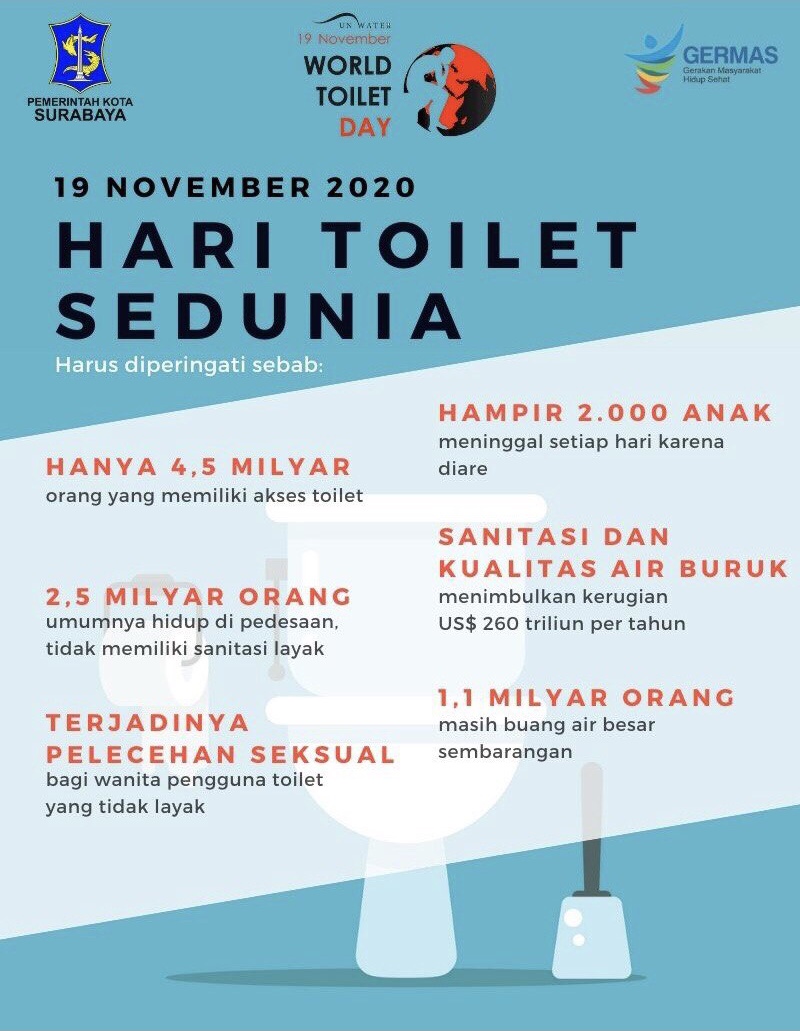 PEMERINTAH KOTA
SURABAYA
UN WATER
19 November
WORLD
TOILET
DAY
GERMAS
Gerakan Masyarakat
Hidup Sehat
19 NOVEMBER 2020
HARI TOILET
SEDUNIA
Harus diperingati sebab:
HANYA 4,5 MILYAR
orang yang memiliki akses toilet
2,5 MILYAR ORANG
umumnya hidup di pedesaan,
tidak memiliki sanitasi layak
TERJADINYA
PELECEHAN SEKSUAL
bagi wanita pengguna toilet
yang tidak layak
HAMPIR 2.000 ANAK
meninggal setiap hari karena
diare
SANITASI DAN
KUALITAS AIR BURUK
menimbulkan kerugian
US$ 260 triliun per tahun
1,1 MILYAR ORANG
masih buang air besar
sembarangan